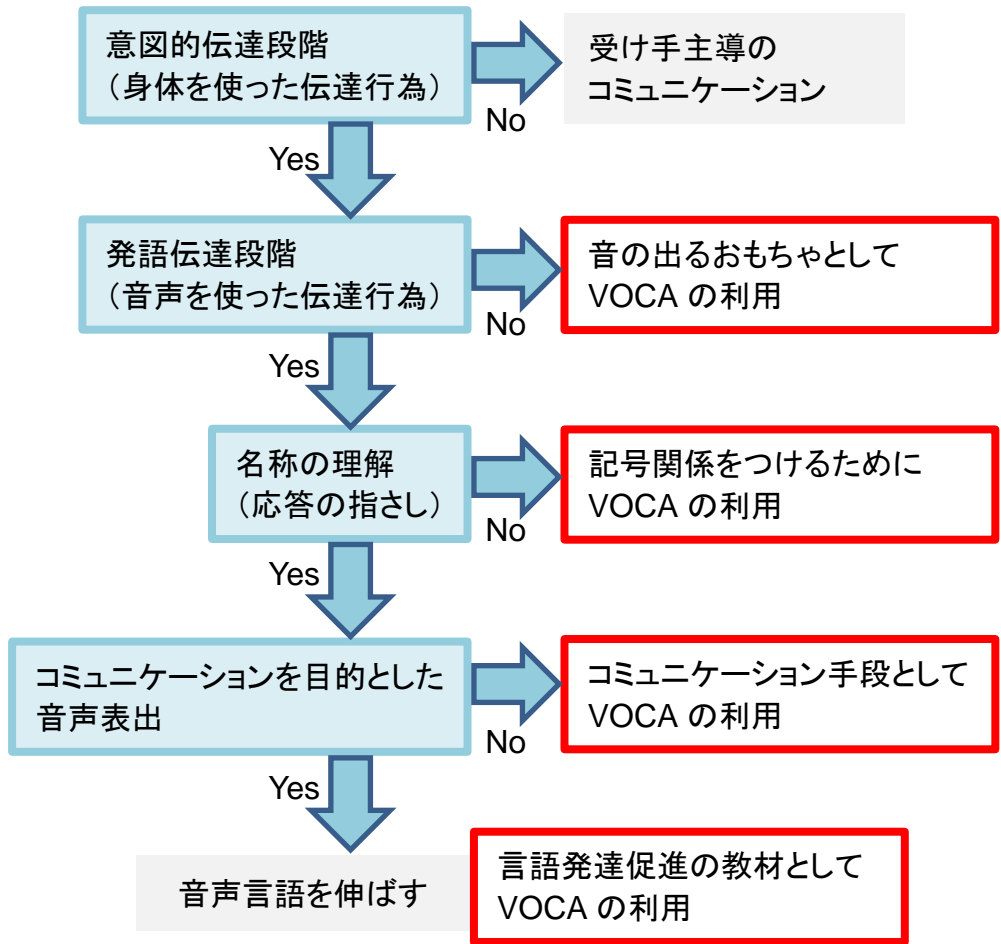 意図的伝達段階
（身体を使った伝達行為）
No
受け手主導の
コミュニケーション
Yes
発語伝達段階
（音声を使った伝達行為）
No
音の出るおもちゃとして
VOCA の利用
Yes
名称の理解
（応答の指さし）
No
記号関係をつけるために
VOCA の利用
Yes
コミュニケーションを目的とした
音声表出
No
コミュニケーション手段として
VOCA の利用
Yes
音声言語を伸ばす
言語発達促進の教材として
VOCA の利用